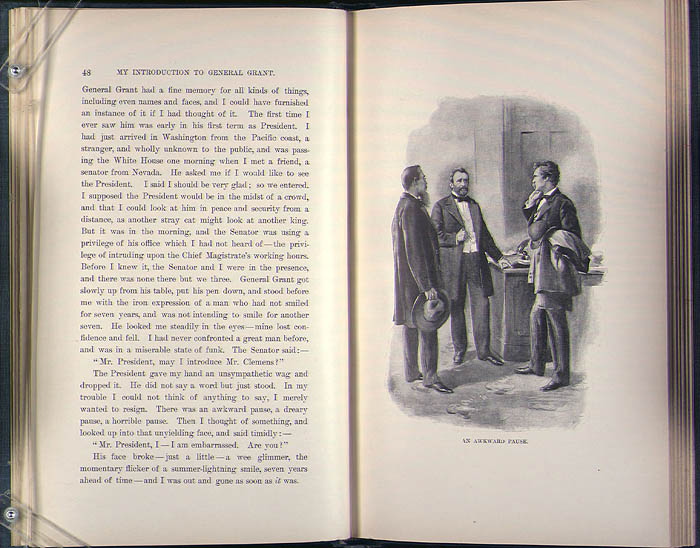 48 MY INTRODUCTION TO GENERAL GRANT.
General Grant had a fine memory for all kinds of things,
including even names and faces, and I could have furnished
an instance of it if I had thought of it. The first time I
ever saw him was early in his first term as President. I
had just arrived in Washington from the Pacific coast, a
stranger, and wholly unknown to the public, and was pass-
ing the White House one morning when I met a friend, a
senator from Nevada. He asked me if I would like to see
the President. I said I should be very glad; so we entered.
I supposed the President would be in the midst of a crowd,
and that I could look at him in peace and security from a
distance, as another stray cat might look at another king.
But it was in the morning, and the Senator was using a
privilege of his office which I had not heard of—the privi-
lege of intruding upon the Chief Magistrate's working hours.
Before I knew it, the Senator and I were in the presence,
and there was none there but we three. General Grant got
slowly up from his table, put his pen down, and stood before
me with the iron expression of a man who had not smiled
for seven years, and was not intending to smile for another
seven. He looked me steadily in the eyes—mine lost con-
fidence and fell. I had never confronted a great man before,
and was in a miserable state of funk. The Senator said:—
"Mr. President, may I introduce Mr. Clemens?"
The President gave my hand an unsympathetic wag and
dropped it. He did not say a word but just stood. In my
trouble I could not think of anything to say, I merely
wanted to resign. There was an awkward pause, a dreary
pause, a horrible pause. Then I thought of something, and
looked up into that unyielding face, and said timidly:—
"Mr. President, I—I am embarrassed. Are you?"
His face broke—just a little—a wee glimmer, the
momentary flicker of a summer-lightning smile, seven years
ahead of time—and I was out and gone as soon as it was.
AN AWKWARD PAUSE.